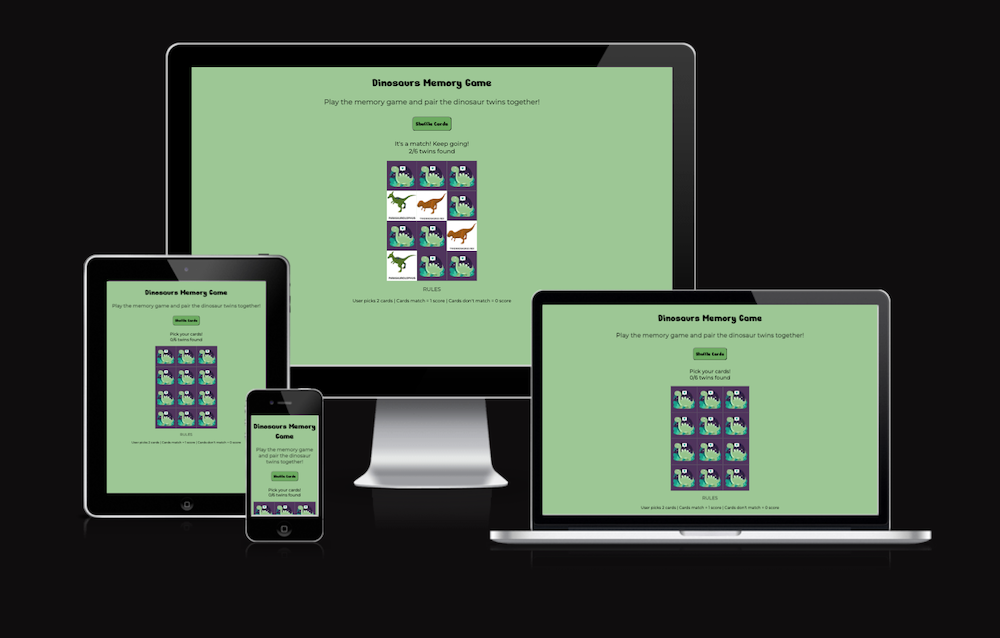 Dinosaurs Memory Game
Play the memory game and pair the dinosaur twins together!
Shuffle Cards
It's a match! Keep going!
2/6 twins found
RULES
User picks 2 cards | Cards match = 1 score | Cards don't match = 0 score
Dinosaurs Memory Game
Play the memory game and pair the dinosaur twins together!
Shuffle Cards
Pick your cards!
0/6 twins found
RULES
User picks 2 cards | Cards match = 1 score | Cards don't match = 0 score
Dinosaurs Memory
Game
Play the memory game
and pair the dinosaur
twins together!
Shuffle Cards
Pick your cards!
0/6 twins found
Dinosaurs Memory Game
Play the memory game and pair the dinosaur twins together!
Shuffle Cards
Pick your cards!
0/6 twins found
RULES
User picks 2 cards | Cards match = 1 score | Cards don't match = 0 score